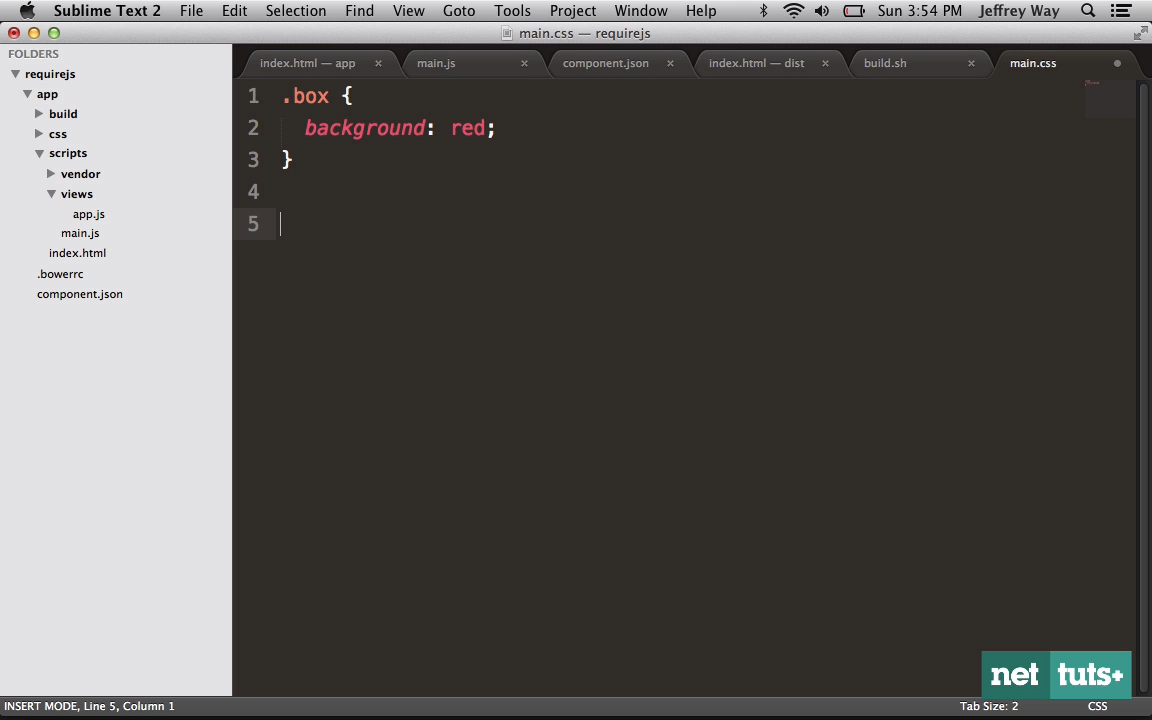 Sublime Text 2 File Edit Selection Find View Goto Tools Project Window Help Sun 3:54 PM Jeffrey Way
main.css — requirejs
FOLDERS
requirejs
app
build
css
scripts
vendor
views
app.js
main.js
index.html
.bowerrc
component.json
index.html — app × main.js × component.json × index.html — dist × build.sh × main.css
1 .box {
2 background: red;
3 }
4
5
net tuts+
INSERT MODE, Line 5, Column 1 Tab Size: 2 CSS